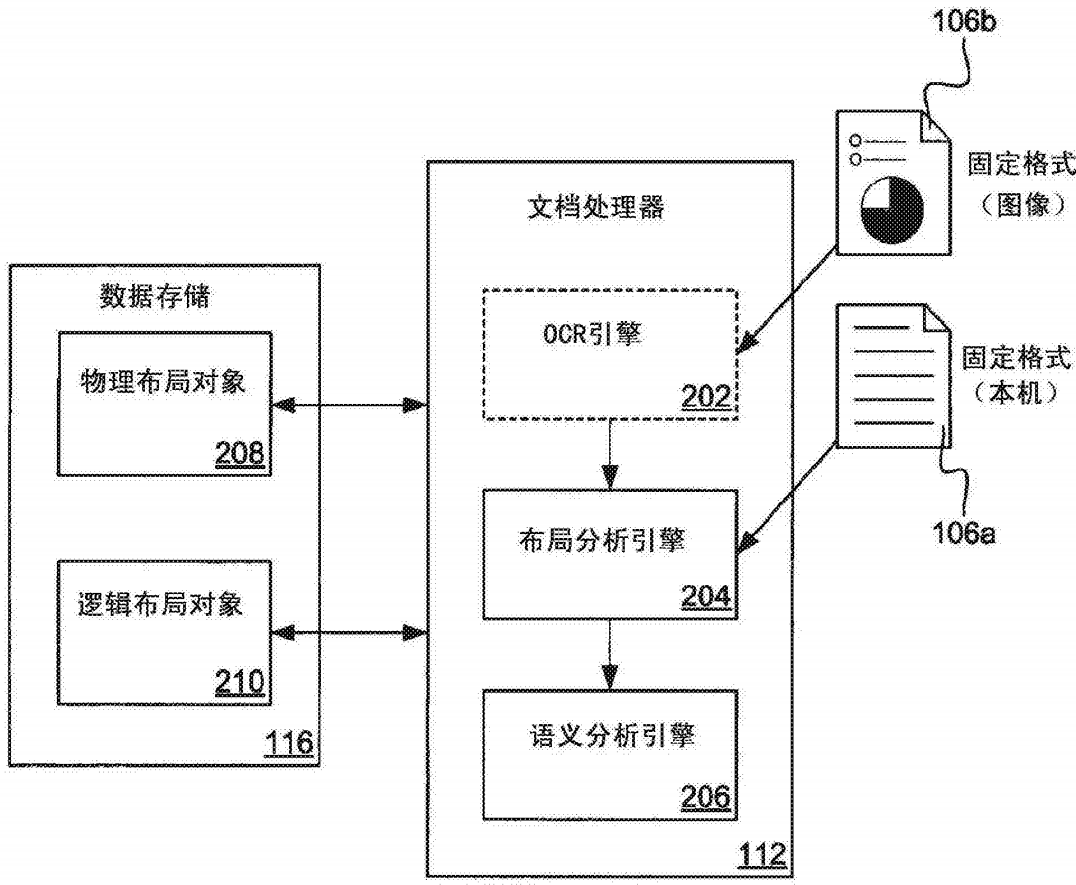 106b
固定格式
（图像）
文档处理器
数据存储
OCR引擎
202
固定格式
（本机）
物理布局对象
208
106a
布局分析引擎
204
逻辑布局对象
210
语义分析引擎
206
116
112